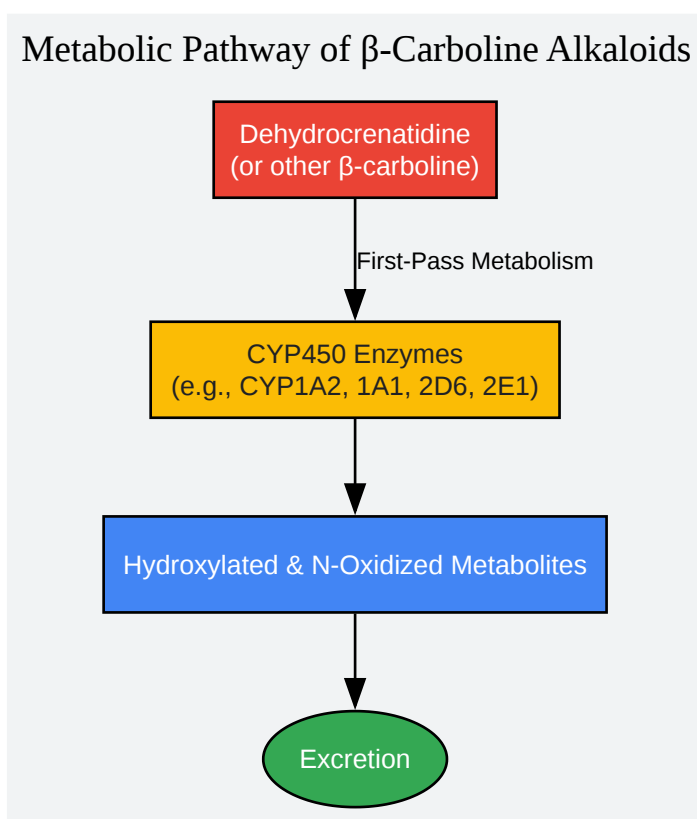 Metabolic Pathway of β-Carboline Alkaloids
Dehydrocrenatidine
(or other β-carboline)
First-Pass Metabolism
CYP450 Enzymes
(e.g., CYP1A2, 1A1, 2D6, 2E1)
Hydroxylated & N-Oxidized Metabolites
Excretion